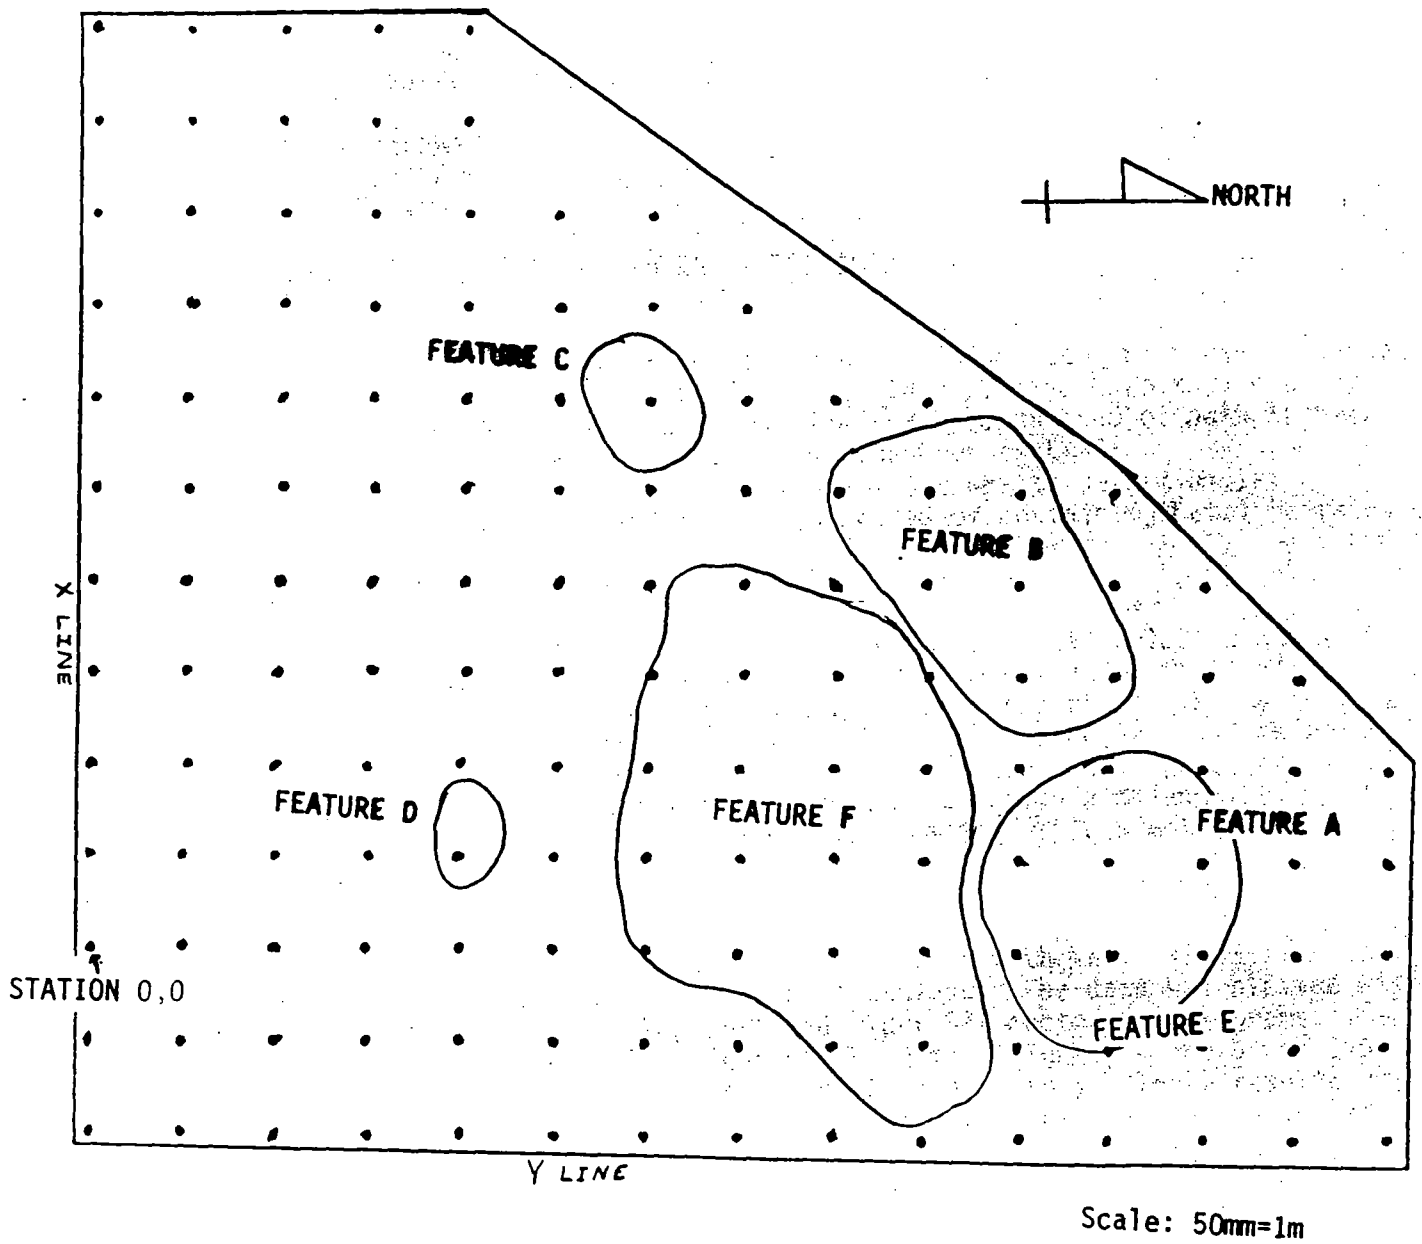 NORTH
FEATURE C
FEATURE B
X LINE
FEATURE D
FEATURE F
FEATURE A
STATION 0,0
FEATURE E
Y LINE
Scale: 50mm=1m